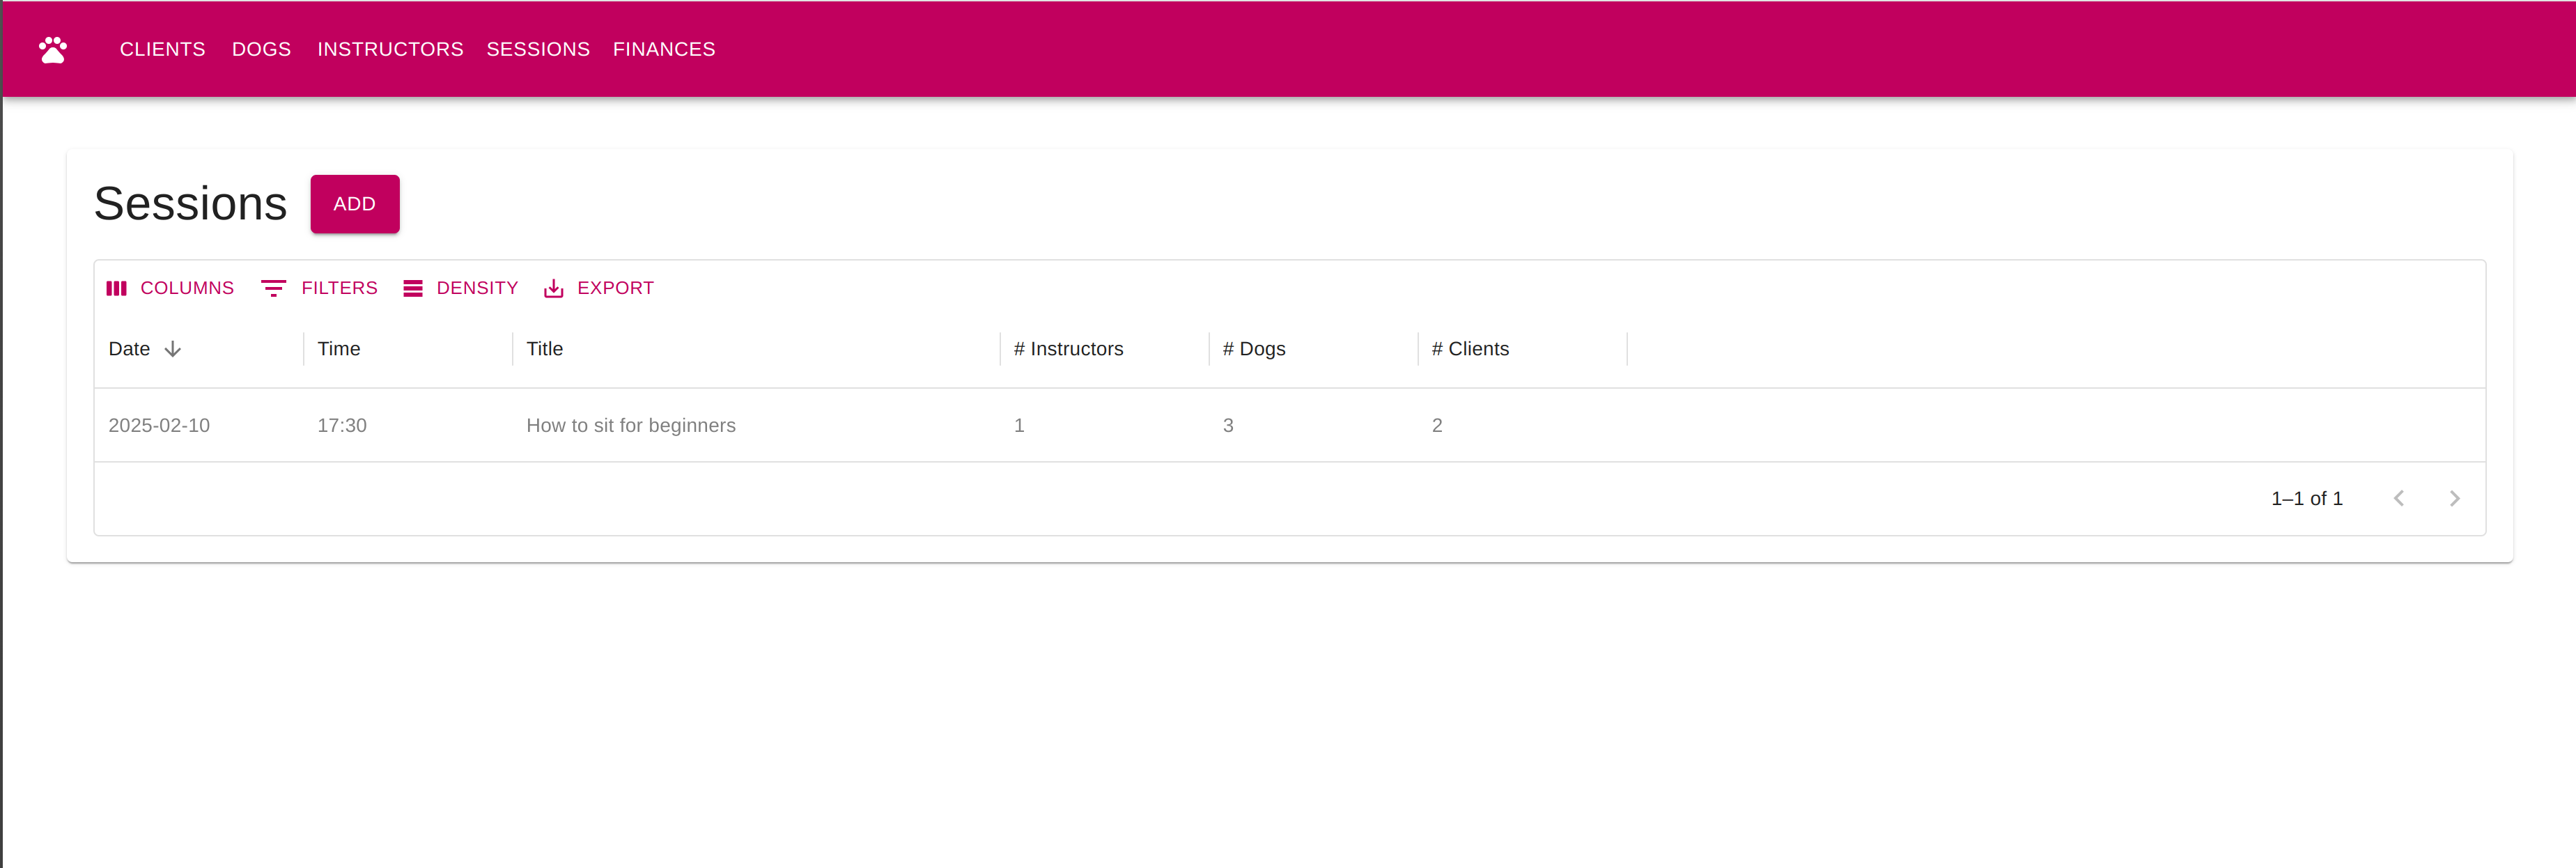 CLIENTS DOGS INSTRUCTORS SESSIONS FINANCES
Sessions ADD
COLUMNS FILTERS DENSITY EXPORT
Date Time Title # Instructors # Dogs # Clients
2025-02-10 17:30 How to sit for beginners 1 3 2
1–1 of 1